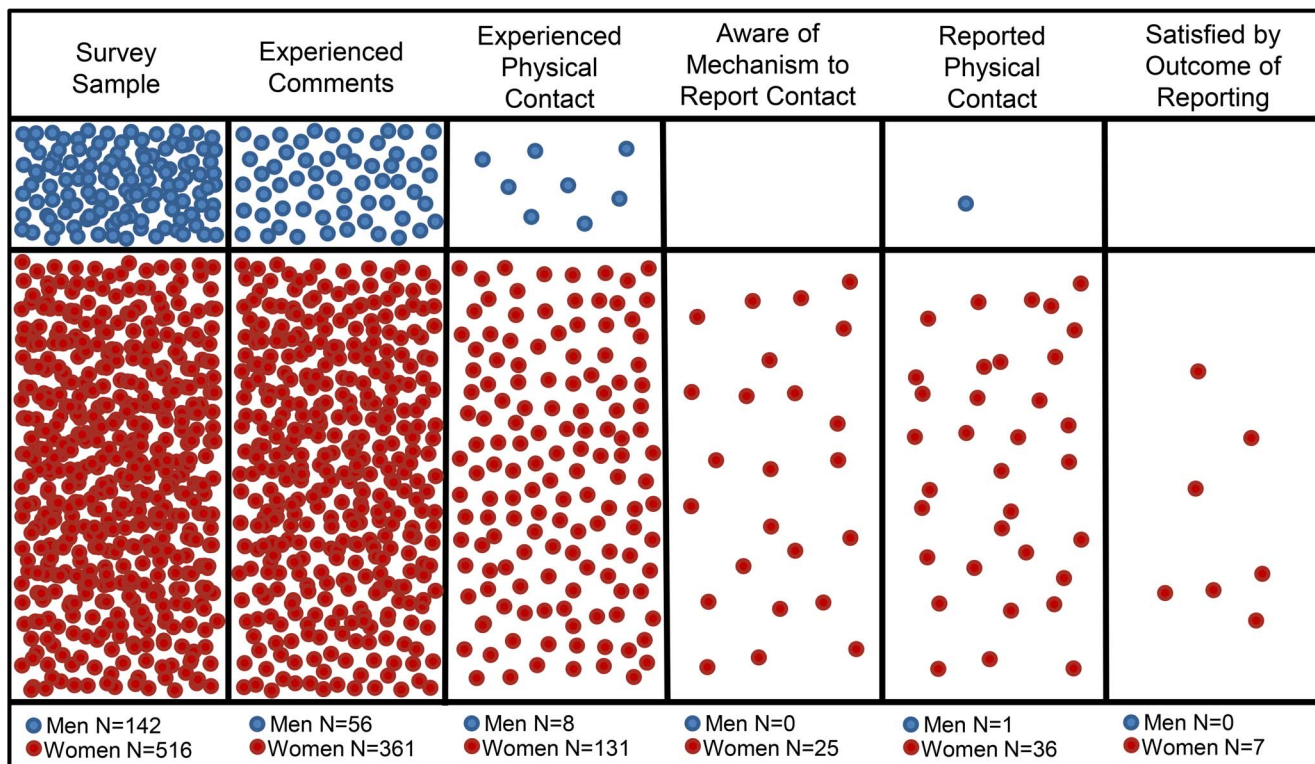 Survey
Sample
Experienced
Comments
Experienced
Physical
Contact
Aware of
Mechanism to
Report Contact
Reported
Physical
Contact
Satisfied by
Outcome of
Reporting
Men N=142
Women N=516
Men N=56
Women N=361
Men N=8
Women N=131
Men N=0
Women N=25
Men N=1
Women N=36
Men N=0
Women N=7